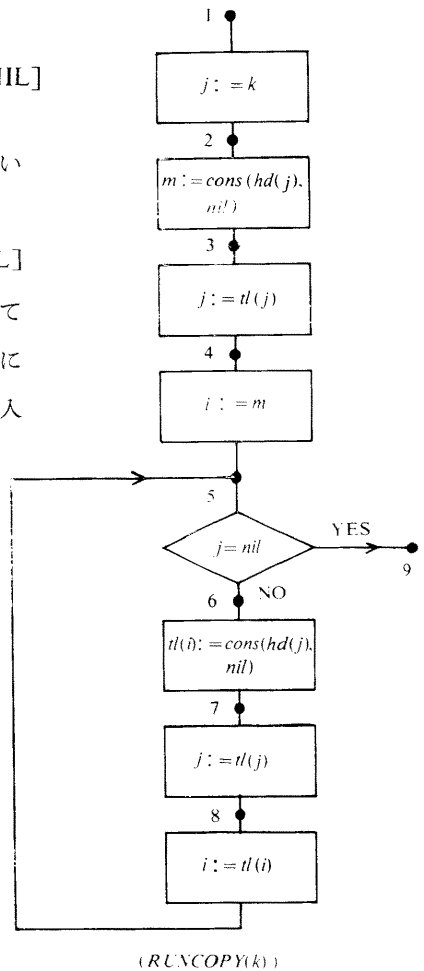 1
j:=k
NIL]
2
い
m:=cons(hd(j),
nil)
3
L]
j:=tl(j)
て
4
に
i:=m
入
5
YES
j=nil
9
6
NO
tl(i):=cons(hd(j),
nil)
7
j:=tl(j)
8
i:=tl(i)
(RUNCOPY(k))